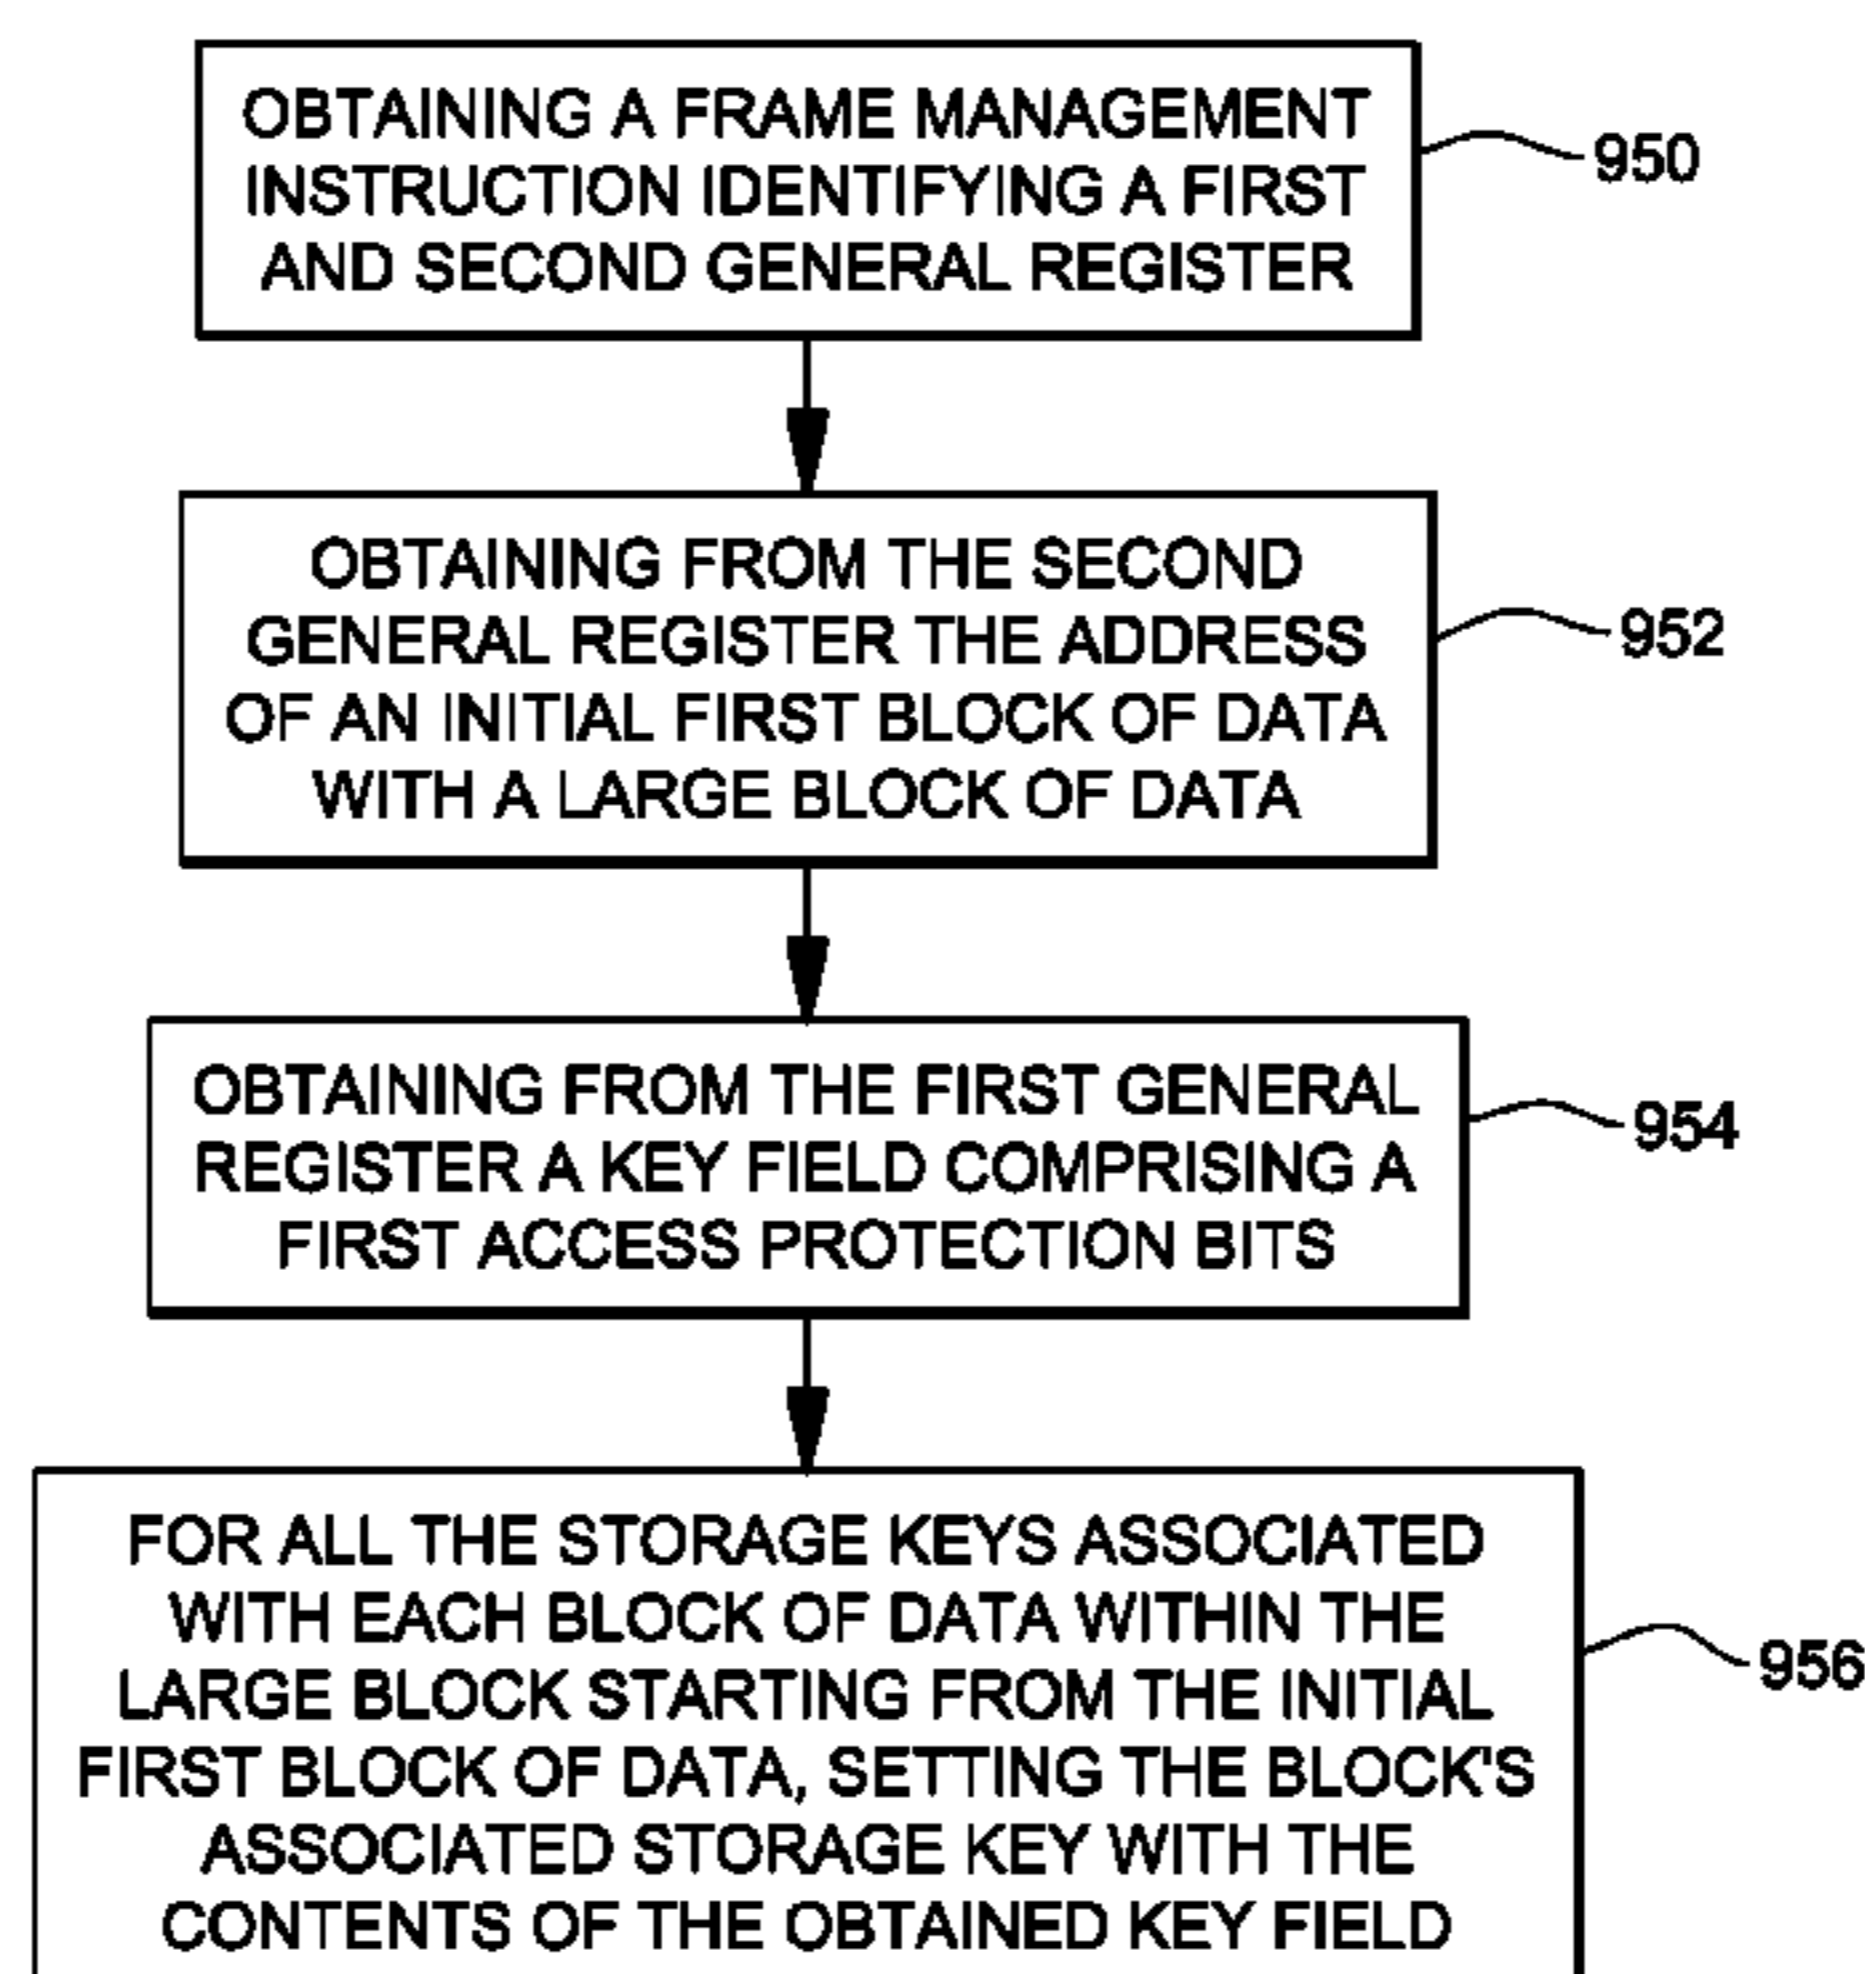 OBTAINING A FRAME MANAGEMENT
INSTRUCTION IDENTIFYING A FIRST
AND SECOND GENERAL REGISTER
950
OBTAINING FROM THE SECOND
GENERAL REGISTER THE ADDRESS
OF AN INITIAL FIRST BLOCK OF DATA
WITH A LARGE BLOCK OF DATA
952
OBTAINING FROM THE FIRST GENERAL
REGISTER A KEY FIELD COMPRISING A
FIRST ACCESS PROTECTION BITS
954
FOR ALL THE STORAGE KEYS ASSOCIATED
WITH EACH BLOCK OF DATA WITHIN THE
LARGE BLOCK STARTING FROM THE INITIAL
FIRST BLOCK OF DATA, SETTING THE BLOCK'S
ASSOCIATED STORAGE KEY WITH THE
CONTENTS OF THE OBTAINED KEY FIELD
956